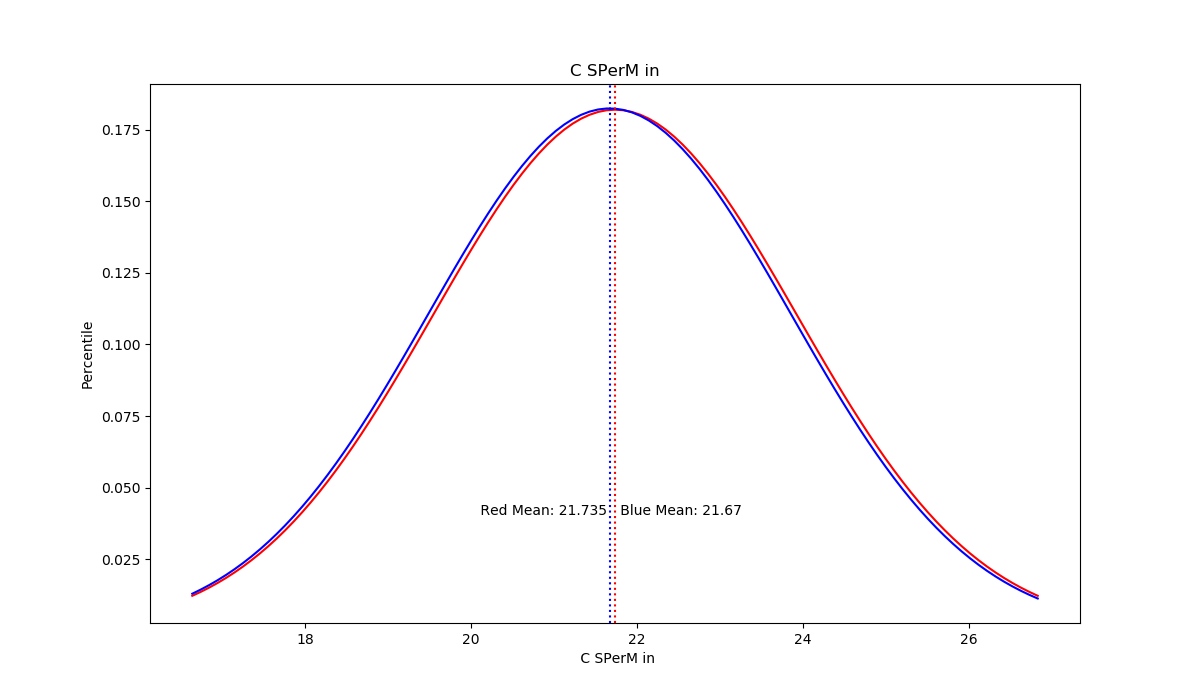 C SPerM in
0.175
0.150
0.125
0.100
0.075
0.050
0.025
Percentile
Red Mean: 21.735
Blue Mean: 21.67
18 20 22 24 26
C SPerM in